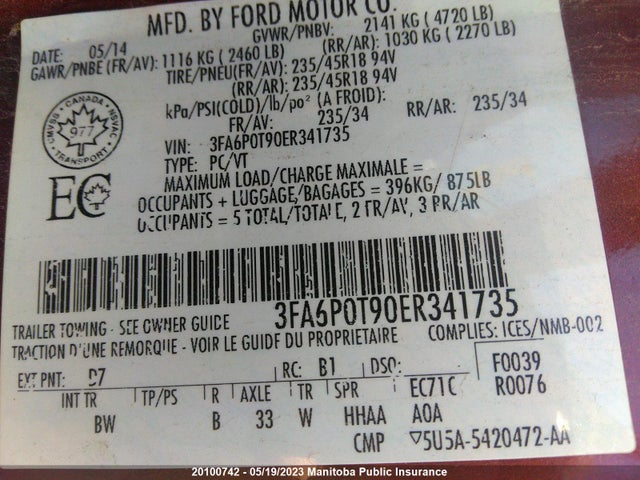 MFD. BY FORD MOTOR CO.
DATE: 05/14 GVWR/PNBV: 2141 KG ( 4720 LB)
GAWR/PNBE (FR/AV): 1116 KG ( 2460 LB) (RR/AR): 1030 KG ( 2270 LB)
TIRE/PNEU(FR/AV): 235/45R18 94V
(RR/AR): 235/45R18 94V
kPa/PSI(COLD)/lb/po² (A FROID):
FR/AV: 235/34 RR/AR: 235/34
VIN: 3FA6P0T90ER341735
TYPE: PC/VT
MAXIMUM LOAD/CHARGE MAXIMALE =
OCCUPANTS + LUGGAGE/BAGAGES = 396KG/ 875LB
OCCUPANTS = 5 TOTAL/TOTALE, 2 FR/AV, 3 RR/AR
CANADA
CMVSS NSVAC
977
TRANSPORT
EC
3FA6P0T90ER341735
TRAILER TOWING - SEE OWNER GUIDE COMPLIES: ICES/NMB-002
TRACTION D'UNE REMORQUE - VOIR LE GUIDE DU PROPRIETAIRE
EXT PNT: D7 RC: B1 DSO: F0039
INT TR TP/PS R AXLE TR SPR EC71C R0076
BW B 33 W HHAA A0A
CMP ▽5U5A-5420472-AA
20100742 - 05/19/2023 Manitoba Public Insurance